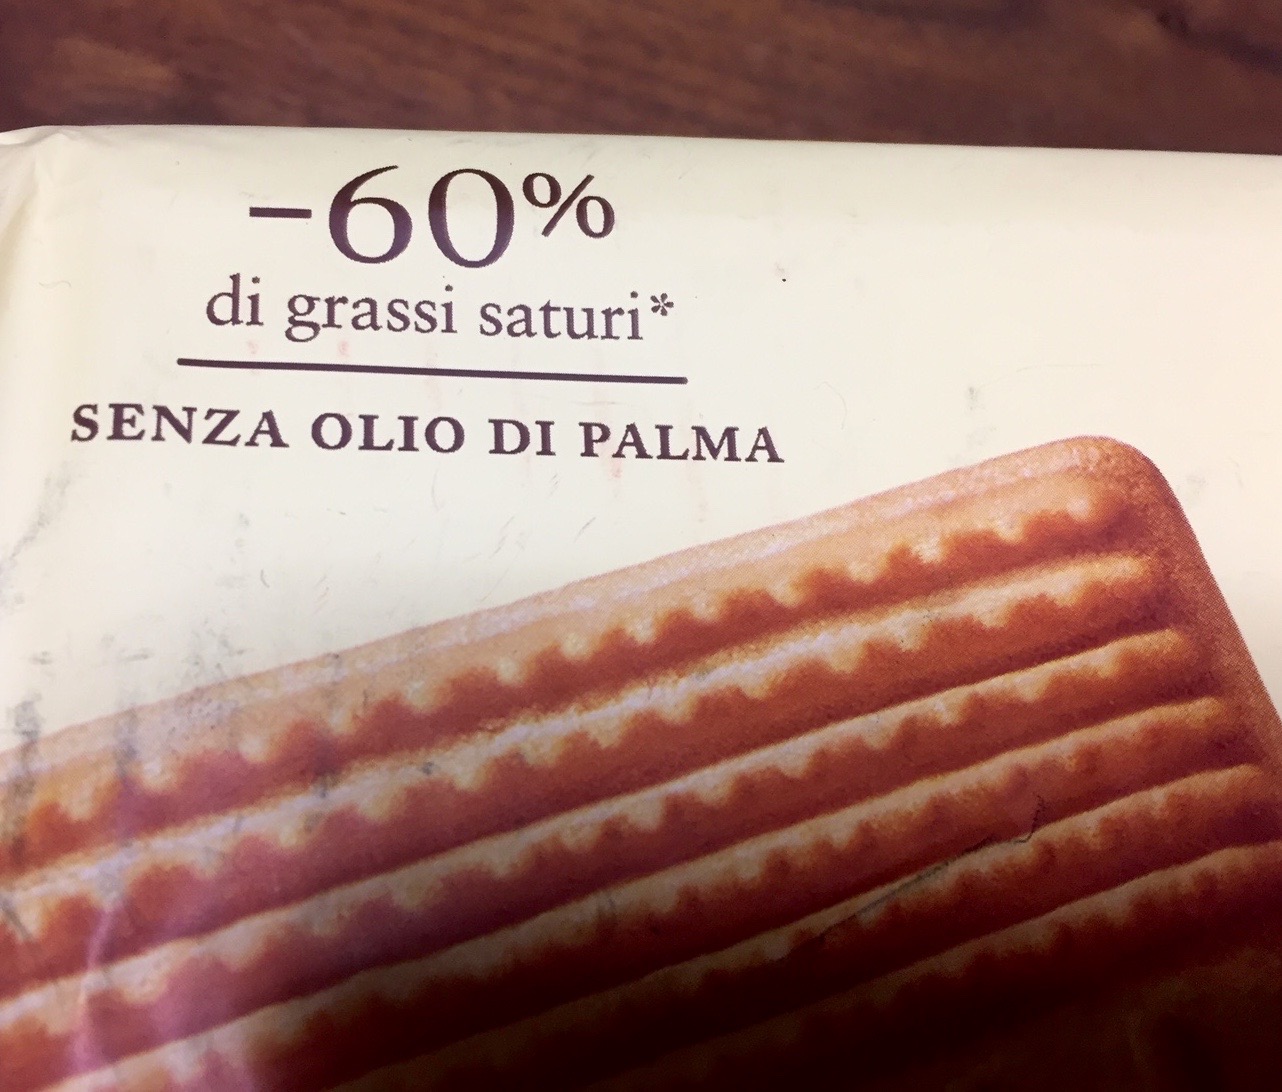 –60%
di grassi saturi*
SENZA OLIO DI PALMA